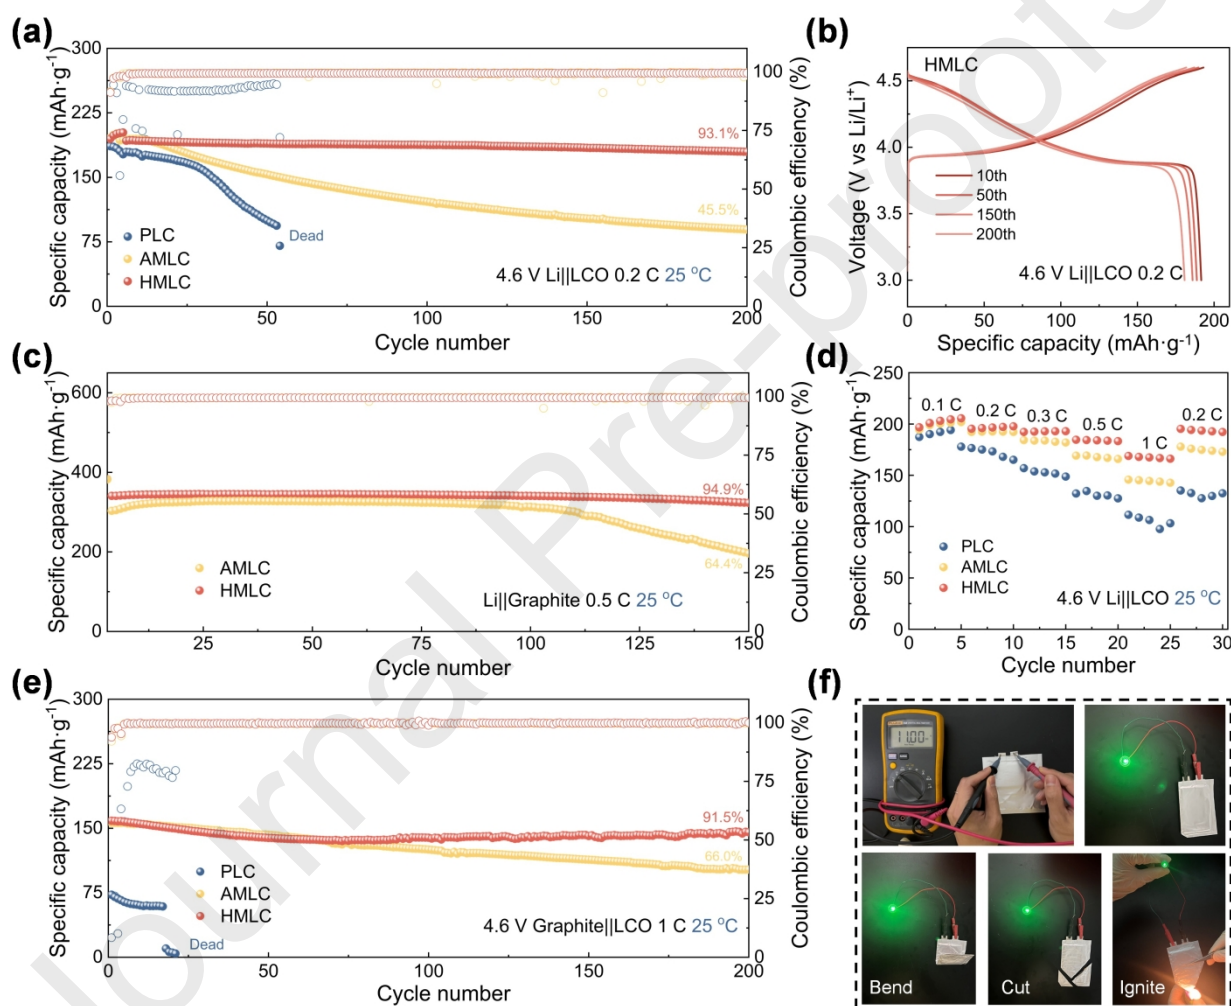 (a)
300
225
150
75
0
Specific capacity (mAh·g⁻¹)
100
75
50
25
0
Coulombic efficiency (%)
93.1%
45.5%
Dead
PLC
AMLC
HMLC
4.6 V Li||LCO 0.2 C 25 °C
0 50 100 150 200
Cycle number
(b)
HMLC
4.5
4.0
3.5
3.0
Voltage (V vs Li/Li⁺)
10th
50th
150th
200th
4.6 V Li||LCO 0.2 C
0 50 100 150 200
Specific capacity (mAh·g⁻¹)
(c)
600
400
200
0
Specific capacity (mAh·g⁻¹)
100
75
50
25
0
Coulombic efficiency (%)
94.9%
64.4%
AMLC
HMLC
Li||Graphite 0.5 C 25 °C
25 50 75 100 125 150
Cycle number
(d)
250
200
150
100
50
0
Specific capacity (mAh·g⁻¹)
0.1 C 0.2 C 0.3 C 0.5 C 1 C 0.2 C
PLC
AMLC
HMLC
4.6 V Li||LCO 25 °C
0 5 10 15 20 25 30
Cycle number
(e)
300
225
150
75
0
Specific capacity (mAh·g⁻¹)
100
75
50
25
0
Coulombic efficiency (%)
91.5%
66.0%
PLC
AMLC
HMLC
Dead
4.6 V Graphite||LCO 1 C 25 °C
0 50 100 150 200
Cycle number
(f)
11.00
Bend
Cut
Ignite
Journal Pre-proofs